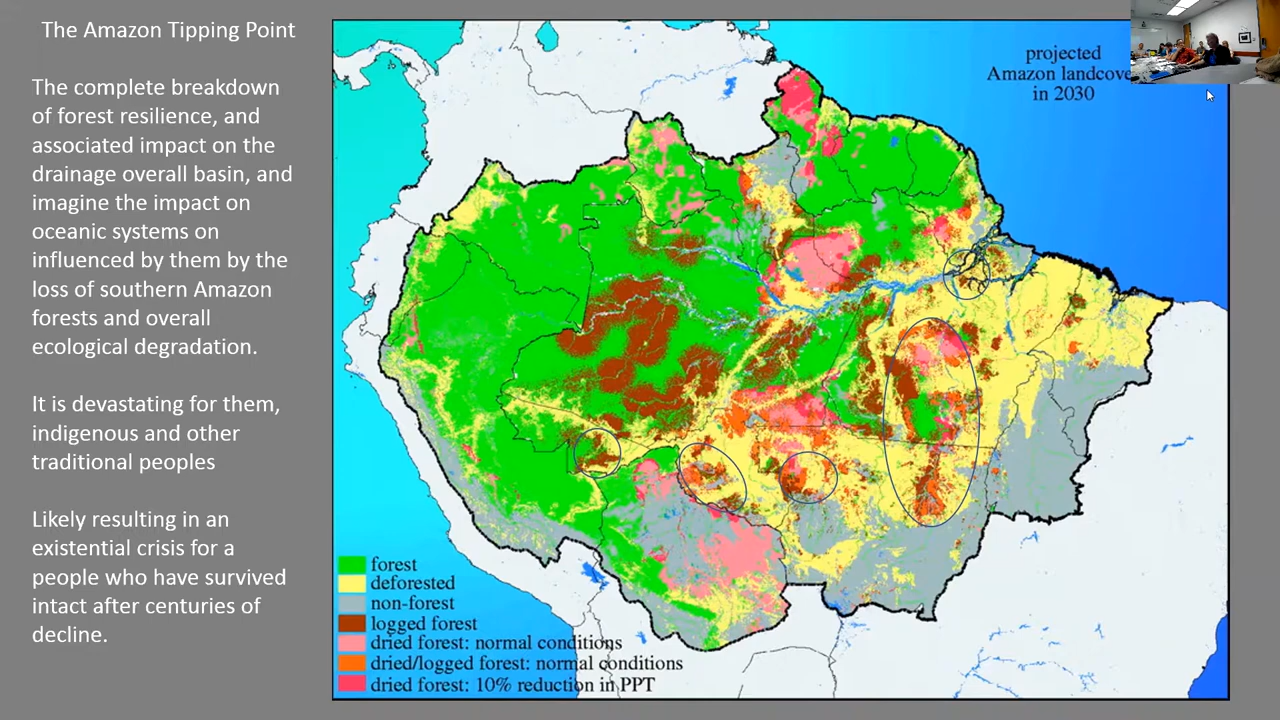 The Amazon Tipping Point
The complete breakdown
of forest resilience, and
associated impact on the
drainage overall basin, and
imagine the impact on
oceanic systems on
influenced by them by the
loss of southern Amazon
forests and overall
ecological degradation.
It is devastating for them,
indigenous and other
traditional peoples
Likely resulting in an
existential crisis for a
people who have survived
intact after centuries of
decline.
projected
Amazon landcove
in 2030
forest
deforested
non-forest
logged forest
dried forest: normal conditions
dried/logged forest: normal conditions
dried forest: 10% reduction in PPT